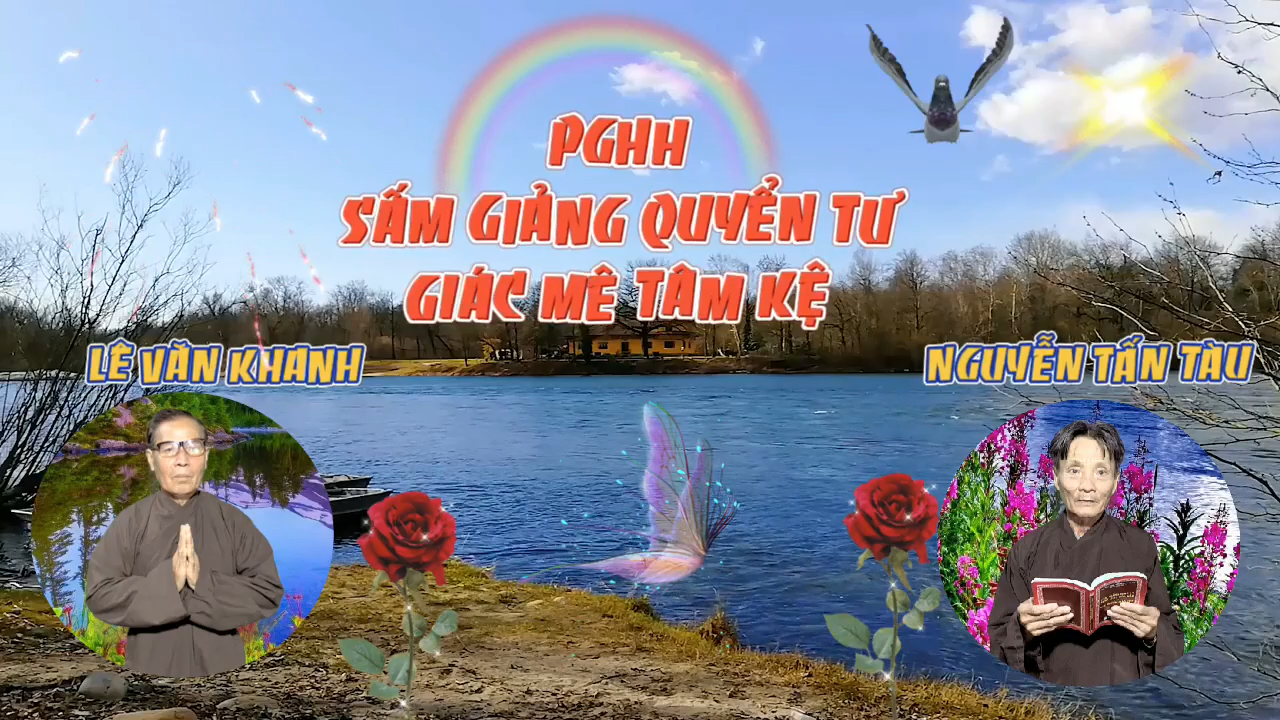 PGHH
SẤM GIẢNG QUYỂN TƯ
GIÁC MÊ TÂM KỆ
LÊ VĂN KHANH
NGUYỄN TẤN TÀU